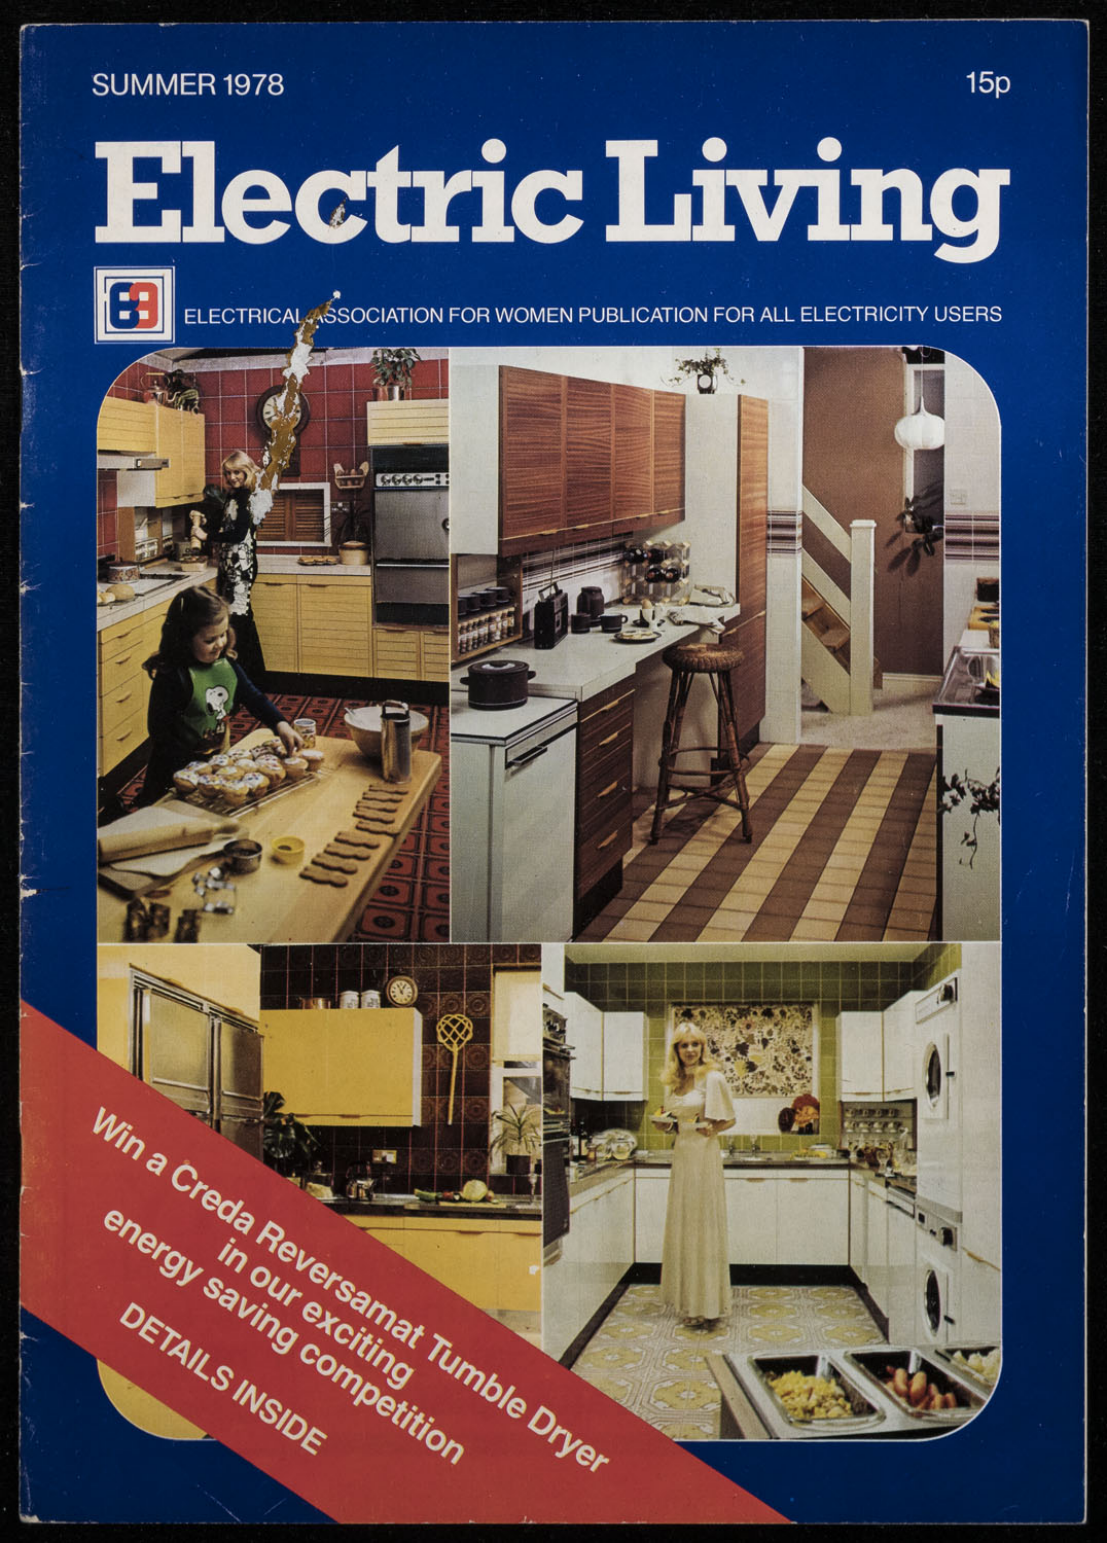 SUMMER 1978
15p
Electric Living
ELECTRICAL ASSOCIATION FOR WOMEN PUBLICATION FOR ALL ELECTRICITY USERS
Win a Creda Reversamat Tumble Dryer
in our exciting
energy saving competition
DETAILS INSIDE